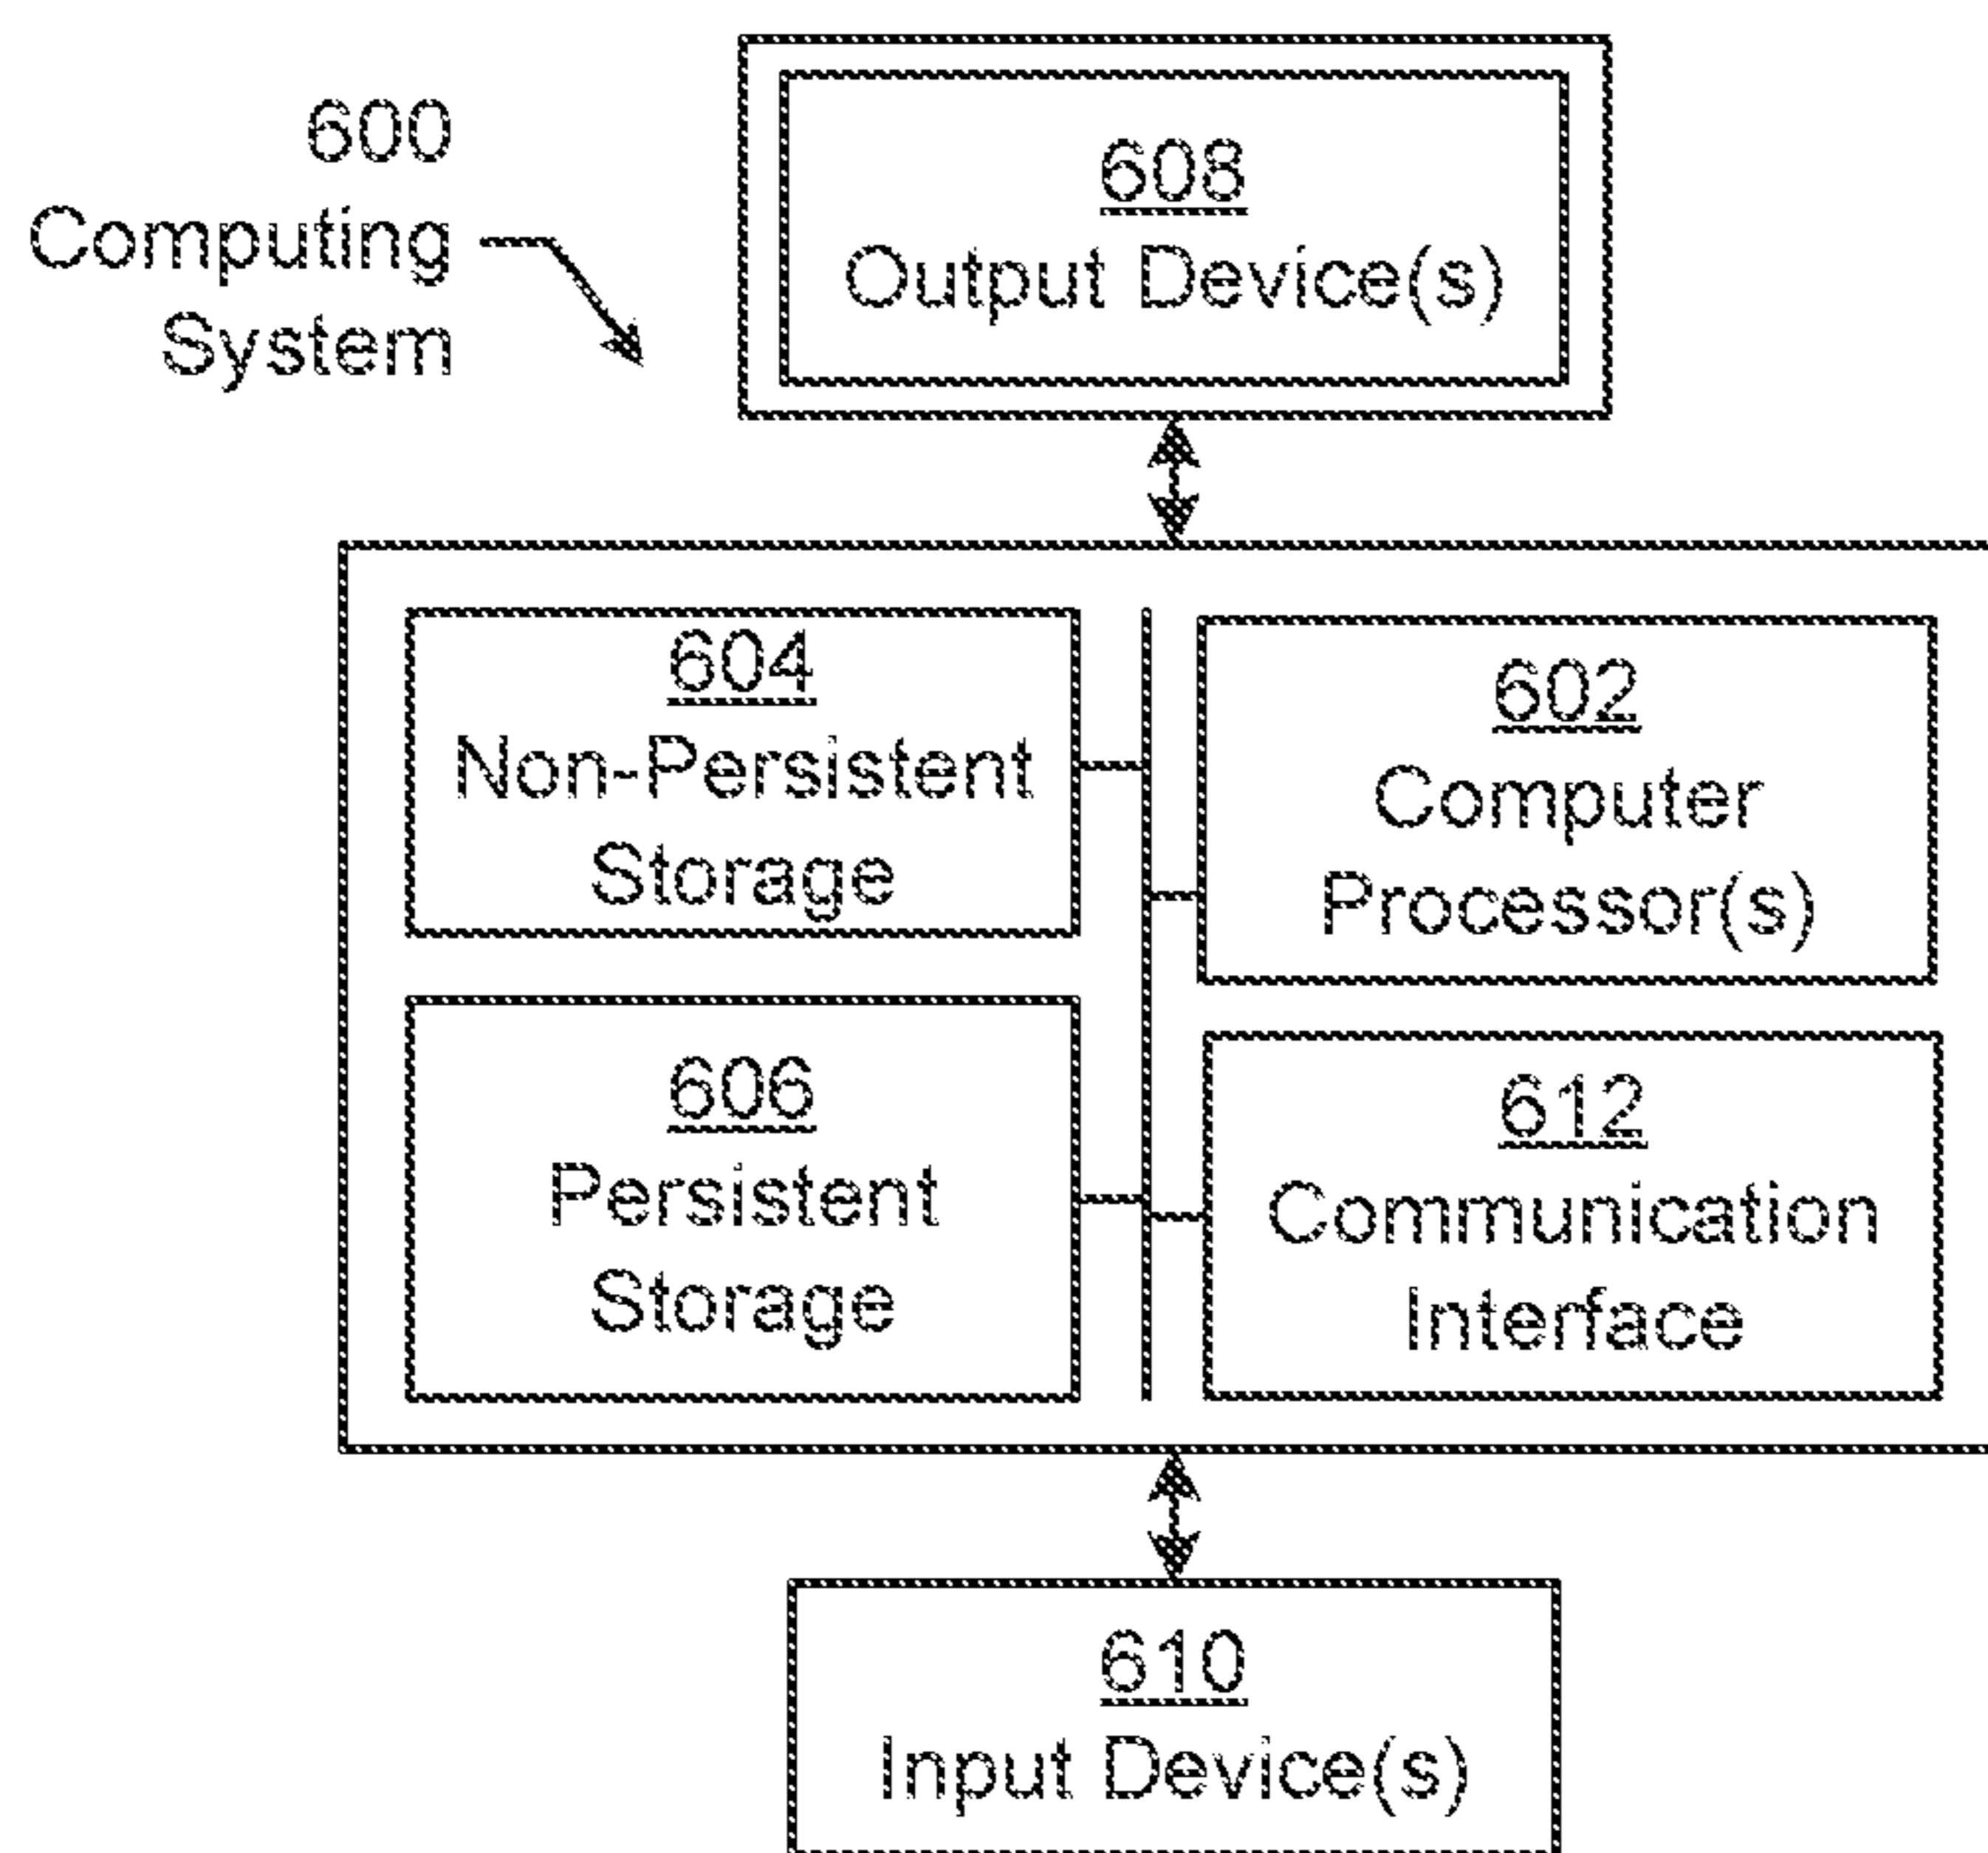 600
Computing
System
608
Output Device(s)
604
Non-Persistent
Storage
602
Computer
Processor(s)
606
Persistent
Storage
612
Communication
Interface
610
Input Device(s)